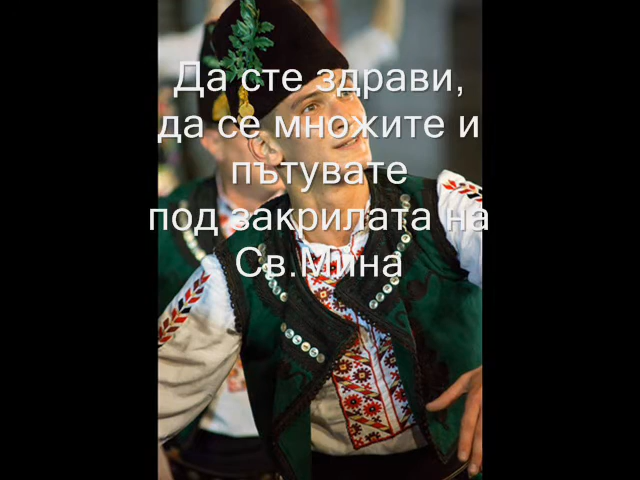 Да сте здрави,
да се множите и
пътувате
под закрилата на
Св.Мина